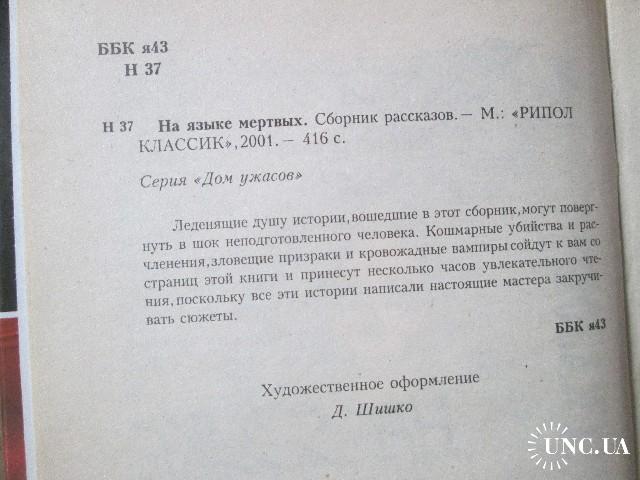 ББК я43
Н 37
Н 37 На языке мертвых. Сборник рассказов. — М.: «РИПОЛ
КЛАССИК», 2001. — 416 с.
Серия «Дом ужасов»
Леденящие душу истории, вошедшие в этот сборник, могут поверг-
нуть в шок неподготовленного человека. Кошмарные убийства и рас-
членения, зловещие призраки и кровожадные вампиры сойдут к вам со
страниц этой книги и принесут несколько часов увлекательного чте-
ния, поскольку все эти истории написали настоящие мастера закручи-
вать сюжеты.
ББК я43
Художественное оформление
Д. Шишко
UNC.UA